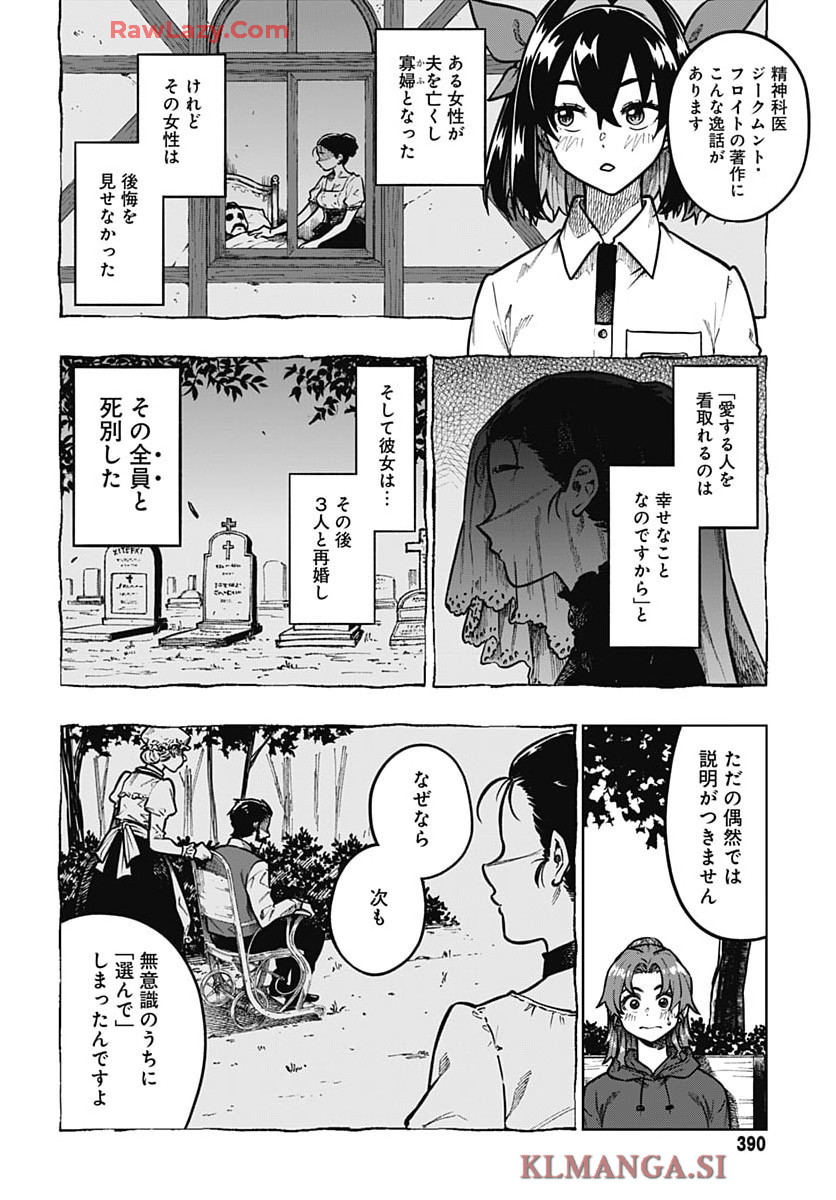 RawLazy.Com
精神科医
ジークムント・
フロイトの著作に
こんな逸話が
あります
ある女性が
夫を亡くし
寡婦となった
かふ
けれど
その女性は
後悔を
見せなかった
「愛する人を
看取れるのは
幸せなこと
なのですから」と
そして彼女は…
その後
3人と再婚し
その全員と
死別した
ただの偶然では
説明がつきません
なぜなら
次も
無意識のうちに
「選んで」
しまったんですよ
390
KLMANGA.SI